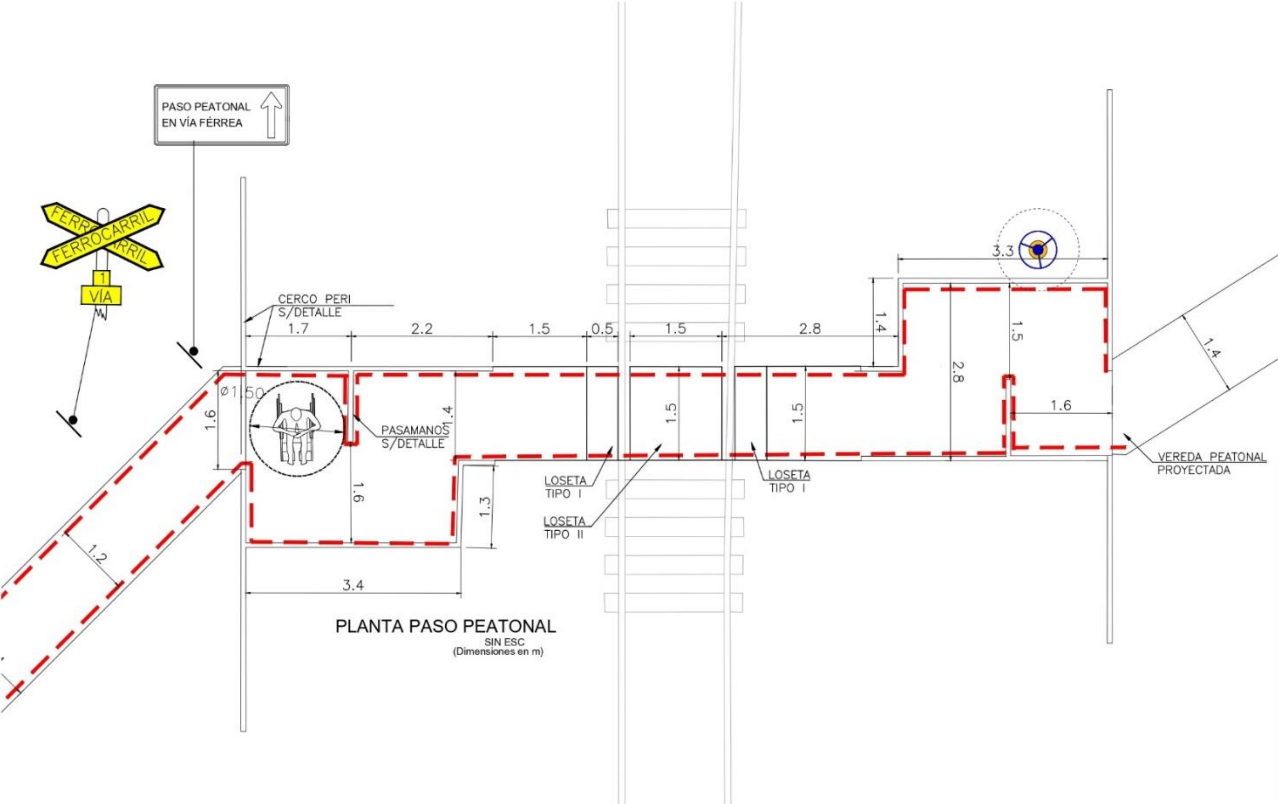 PASO PEATONAL
EN VÍA FÉRREA
FERROCARRIL
FERROCARRIL
1
VÍA
CERCO PERI
S/DETALLE
1.7
2.2
1.5
0.5
1.5
2.8
3.3
1.4
1.5
2.8
1.4
1.6
Ø1.50
1.6
1.4
PASAMANOS
S/DETALLE
1.5
1.5
1.6
1.3
LOSETA
TIPO I
LOSETA
TIPO II
LOSETA
TIPO I
VEREDA PEATONAL
PROYECTADA
1.2
3.4
PLANTA PASO PEATONAL
SIN ESC
(Dimensiones en m)